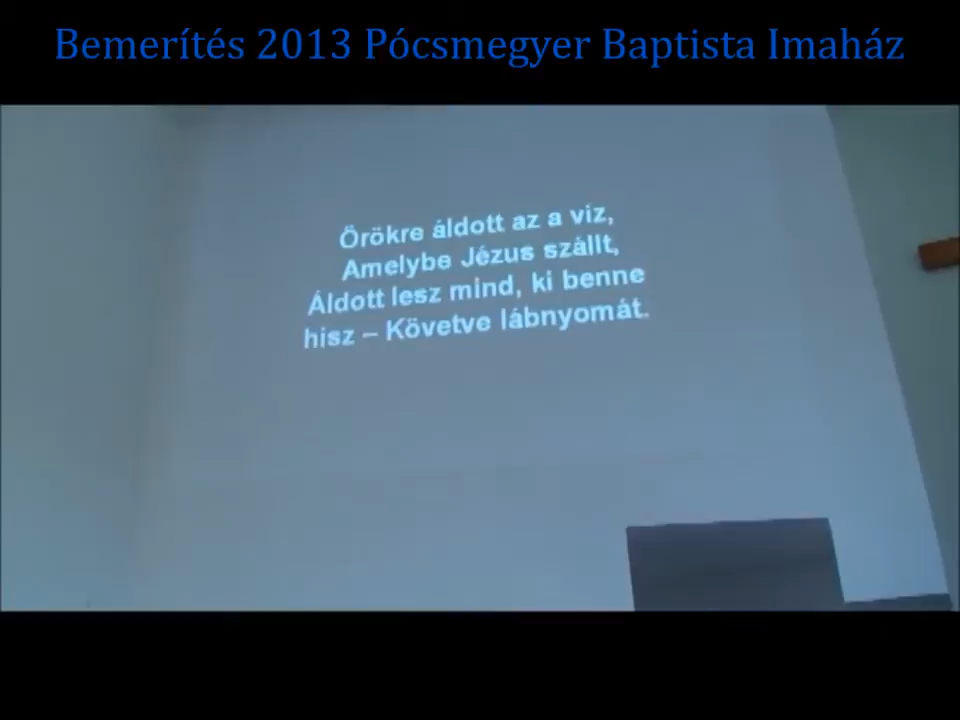 Bemerítés 2013 Pócsmegyer Baptista Imaház
Örökre áldott az a viz,
Amelybe Jézus szállt,
Áldott lesz mind, ki benne
hisz – Követve lábnyomát.